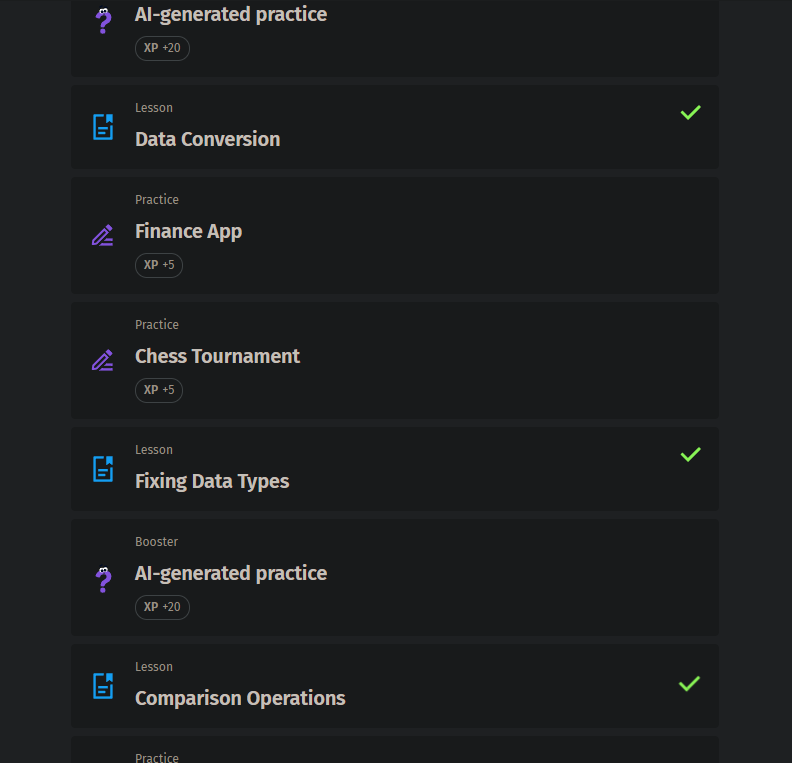 AI-generated practice
XP +20
Lesson
Data Conversion
Practice
Finance App
XP +5
Practice
Chess Tournament
XP +5
Lesson
Fixing Data Types
Booster
AI-generated practice
XP +20
Lesson
Comparison Operations
Practice